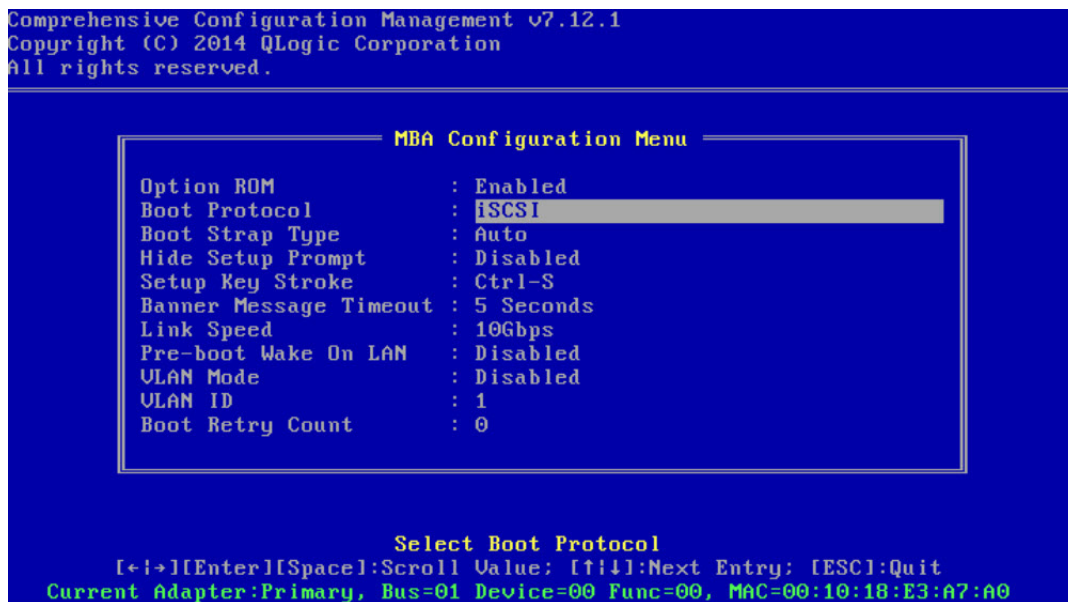 Comprehensive Configuration Management v7.12.1
Copyright (C) 2014 QLogic Corporation
All rights reserved.
MBA Configuration Menu
Option ROM : Enabled
Boot Protocol : iSCSI
Boot Strap Type : Auto
Hide Setup Prompt : Disabled
Setup Key Stroke : Ctrl-S
Banner Message Timeout : 5 Seconds
Link Speed : 10Gbps
Pre-boot Wake On LAN : Disabled
VLAN Mode : Disabled
VLAN ID : 1
Boot Retry Count : 0
Select Boot Protocol
[←¦→][Enter][Space]:Scroll Value; [↑¦↓]:Next Entry; [ESC]:Quit
Current Adapter:Primary, Bus=01 Device=00 Func=00, MAC=00:10:18:E3:A7:A0